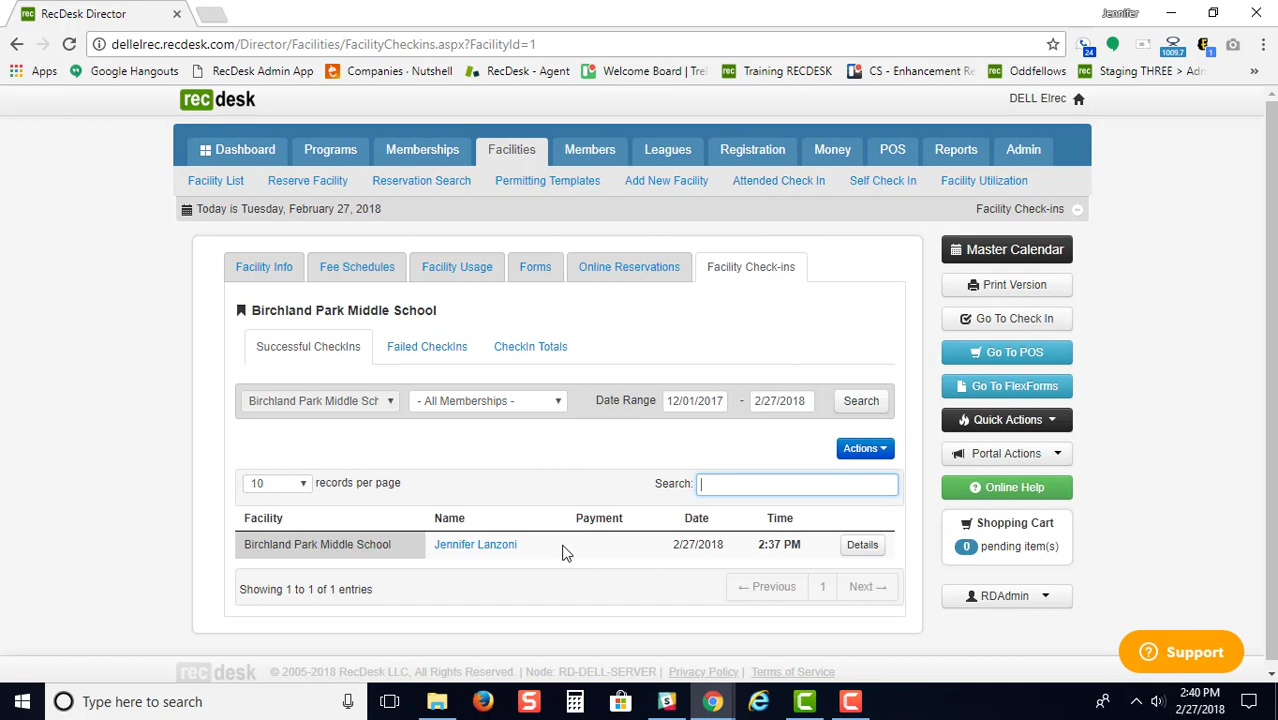 RecDesk Director
Jennifer
dellelrec.recdesk.com/Director/Facilities/FacilityCheckins.aspx?FacilityId=1
24
1009.7
1
Apps
Google Hangouts
RecDesk Admin App
Companies · Nutshell
RecDesk - Agent
Welcome Board | Trel
Training RECDESK
CS - Enhancement Re
Oddfellows
Staging THREE > Adm
recdesk
DELL Elrec
Dashboard
Programs
Memberships
Facilities
Members
Leagues
Registration
Money
POS
Reports
Admin
Facility List
Reserve Facility
Reservation Search
Permitting Templates
Add New Facility
Attended Check In
Self Check In
Facility Utilization
Today is Tuesday, February 27, 2018
Facility Check-ins
Facility Info
Fee Schedules
Facility Usage
Forms
Online Reservations
Facility Check-ins
Birchland Park Middle School
Successful CheckIns
Failed CheckIns
CheckIn Totals
Birchland Park Middle Sch
- All Memberships -
Date Range
12/01/2017
-
2/27/2018
Search
Actions
10
records per page
Search:
Facility
Name
Payment
Date
Time
Birchland Park Middle School
Jennifer Lanzoni
2/27/2018
2:37 PM
Details
Showing 1 to 1 of 1 entries
← Previous
1
Next →
Master Calendar
Print Version
Go To Check In
Go To POS
Go To FlexForms
Quick Actions
Portal Actions
Online Help
Shopping Cart
0 pending item(s)
RDAdmin
Support
© 2005-2018 RecDesk LLC, All Rights Reserved. | Node: RD-DELL-SERVER | Privacy Policy | Terms of Service
Type here to search
2:40 PM
2/27/2018